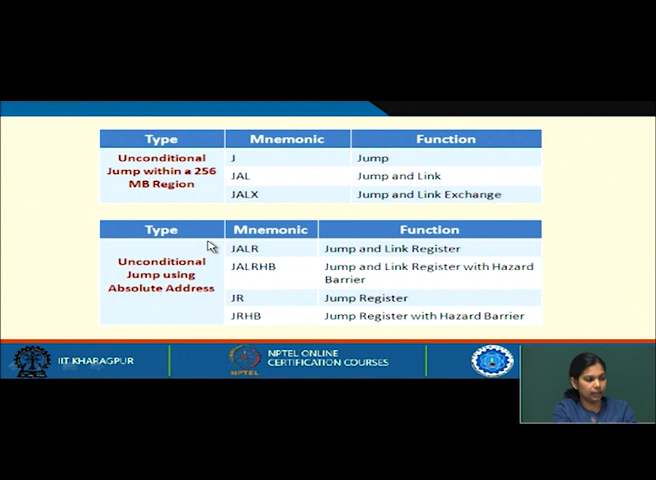 Type Mnemonic Function
Unconditional Jump within a 256 MB Region
J Jump
JAL Jump and Link
JALX Jump and Link Exchange
Type Mnemonic Function
Unconditional Jump using Absolute Address
JALR Jump and Link Register
JALRHB Jump and Link Register with Hazard Barrier
JR Jump Register
JRHB Jump Register with Hazard Barrier
IIT KHARAGPUR
NPTEL
NPTEL ONLINE
CERTIFICATION COURSES